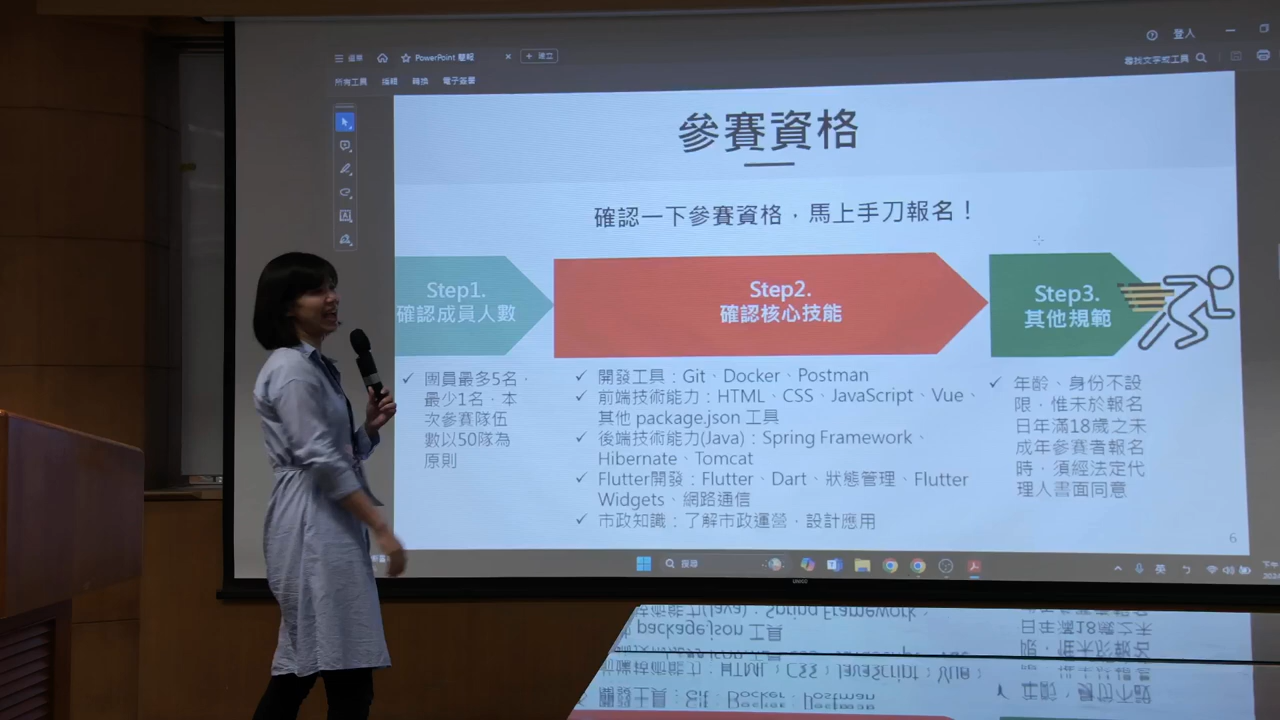 登入
選單
PowerPoint 簡報
建立
尋找文字或工具
所有工具 編輯 轉換 電子簽署
參賽資格
確認一下參賽資格，馬上手刀報名！
Step1.
確認成員人數
Step2.
確認核心技能
Step3.
其他規範
✓ 團員最多5名，
最少1名，本
次參賽隊伍
數以50隊為
原則
✓ 開發工具：Git、Docker、Postman
✓ 前端技術能力：HTML、CSS、JavaScript、Vue、
其他 package.json 工具
✓ 後端技術能力(Java)：Spring Framework、
Hibernate、Tomcat
✓ Flutter開發：Flutter、Dart、狀態管理、Flutter
Widgets、網路通信
✓ 市政知識：了解市政運營，設計應用
✓ 年齡、身份不設
限，惟未於報名
日年滿18歲之未
成年參賽者報名
時，須經法定代
理人書面同意
6
搜尋
英
下午